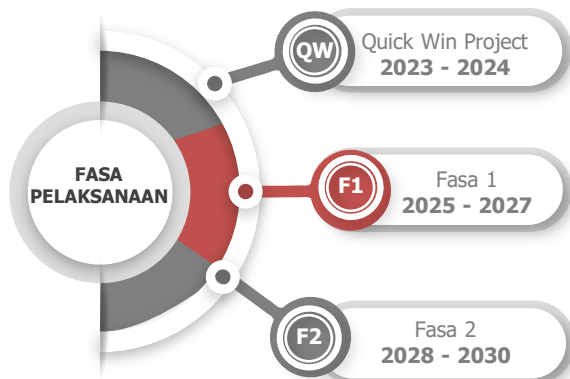 FASA
PELAKSANAAN
QW
Quick Win Project
2023 - 2024
F1
Fasa 1
2025 - 2027
F2
Fasa 2
2028 - 2030